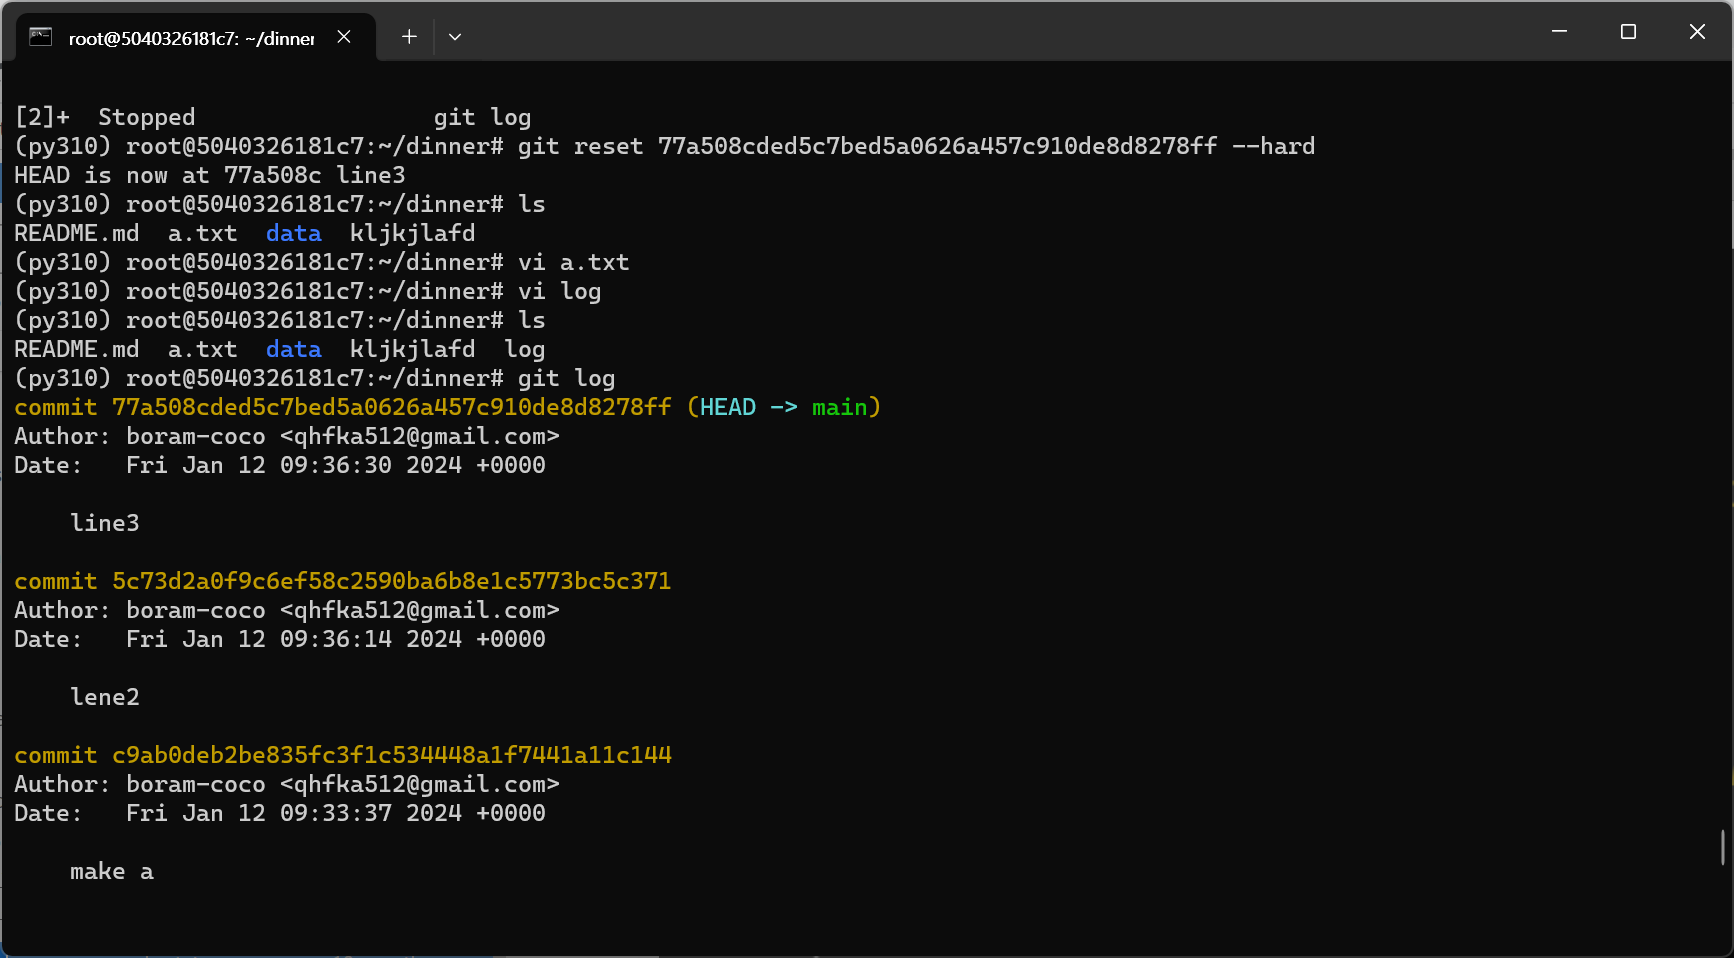 root@5040326181c7: ~/dinner
[2]+  Stopped                 git log
(py310) root@5040326181c7:~/dinner# git reset 77a508cded5c7bed5a0626a457c910de8d8278ff --hard
HEAD is now at 77a508c line3
(py310) root@5040326181c7:~/dinner# ls
README.md  a.txt  data  kljkjlafd
(py310) root@5040326181c7:~/dinner# vi a.txt
(py310) root@5040326181c7:~/dinner# vi log
(py310) root@5040326181c7:~/dinner# ls
README.md  a.txt  data  kljkjlafd  log
(py310) root@5040326181c7:~/dinner# git log
commit 77a508cded5c7bed5a0626a457c910de8d8278ff (HEAD -> main)
Author: boram-coco <qhfka512@gmail.com>
Date:   Fri Jan 12 09:36:30 2024 +0000
    line3
commit 5c73d2a0f9c6ef58c2590ba6b8e1c5773bc5c371
Author: boram-coco <qhfka512@gmail.com>
Date:   Fri Jan 12 09:36:14 2024 +0000
    lene2
commit c9ab0deb2be835fc3f1c534448a1f7441a11c144
Author: boram-coco <qhfka512@gmail.com>
Date:   Fri Jan 12 09:33:37 2024 +0000
    make a